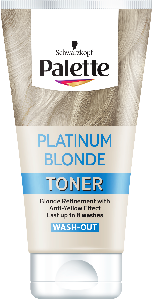 Schwarzkopf
Palette
PLATINUM
BLONDE
TONER
Blonde Refinement with
Anti-Yellow Effect
Last up to 8 washes
WASH-OUT